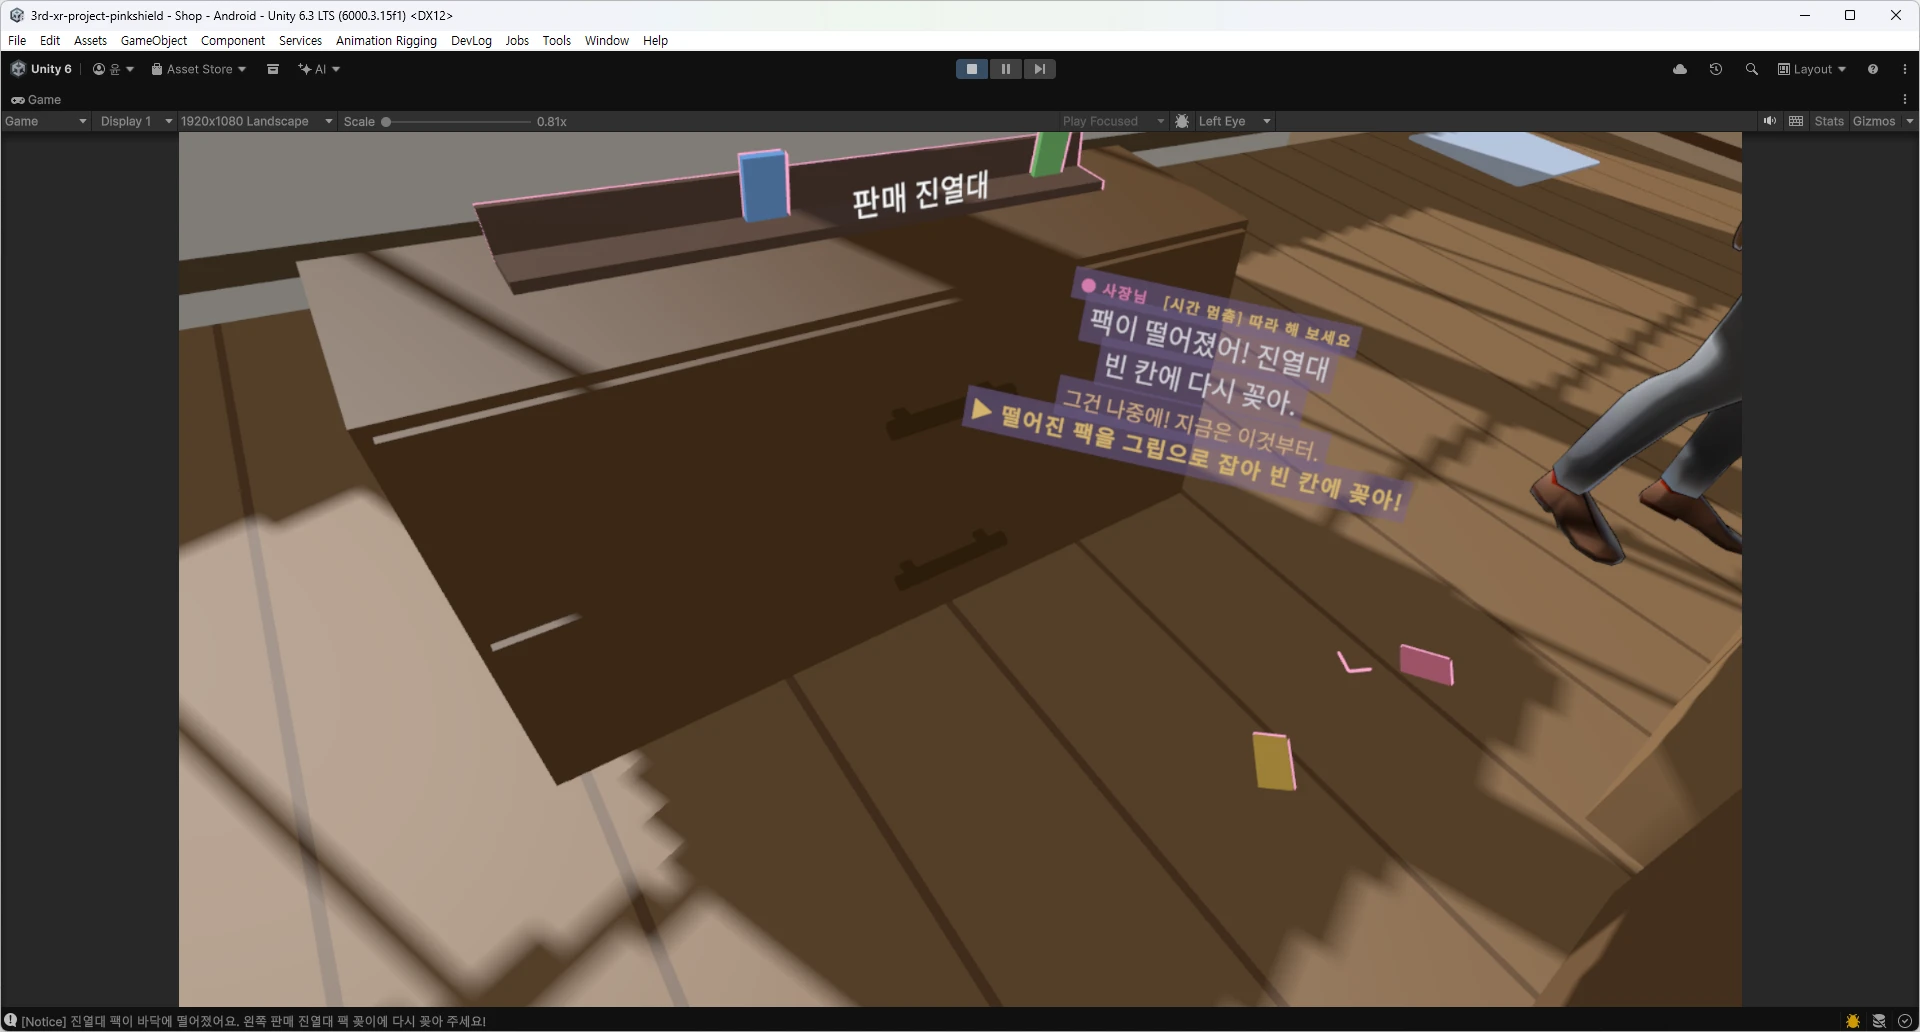 3rd-xr-project-pinkshield - Shop - Android - Unity 6.3 LTS (6000.3.15f1) <DX12>
File Edit Assets GameObject Component Services Animation Rigging DevLog Jobs Tools Window Help
Unity 6 윤 Asset Store AI Layout
Game
Game Display 1 1920x1080 Landscape Scale 0.81x Play Focused Left Eye Stats Gizmos
판매 진열대
사장님 [시간 멈춤] 따라 해 보세요
팩이 떨어졌어! 진열대
빈 칸에 다시 꽂아.
그건 나중에! 지금은 이것부터.
▶ 떨어진 팩을 그립으로 잡아 빈 칸에 꽂아!
[Notice] 진열대 팩이 바닥에 떨어졌어요. 왼쪽 판매 진열대 팩 꽂이에 다시 꽂아 주세요!